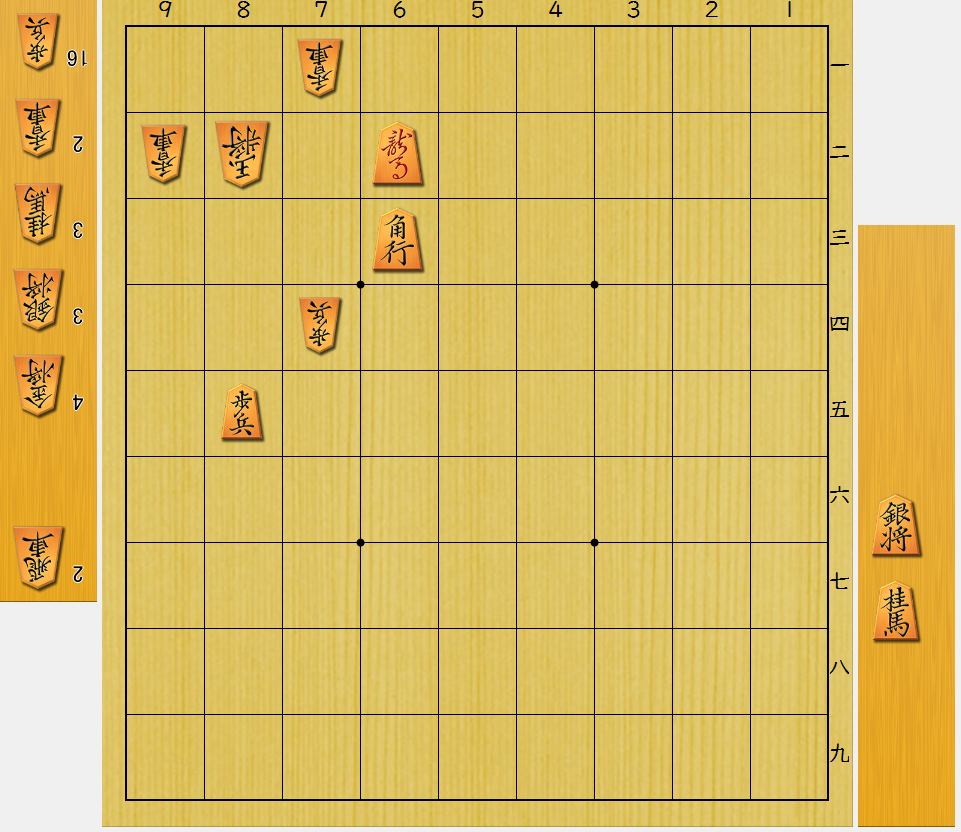 9 8 7 6 5 4 3 2 1
歩兵 16
香車 2
桂馬 3
銀将 3
金将 4
飛車 2
香車
香車 玉将 龍馬
角行
歩兵
歩兵
一
二
三
四
五
六
七
八
九
銀将
桂馬